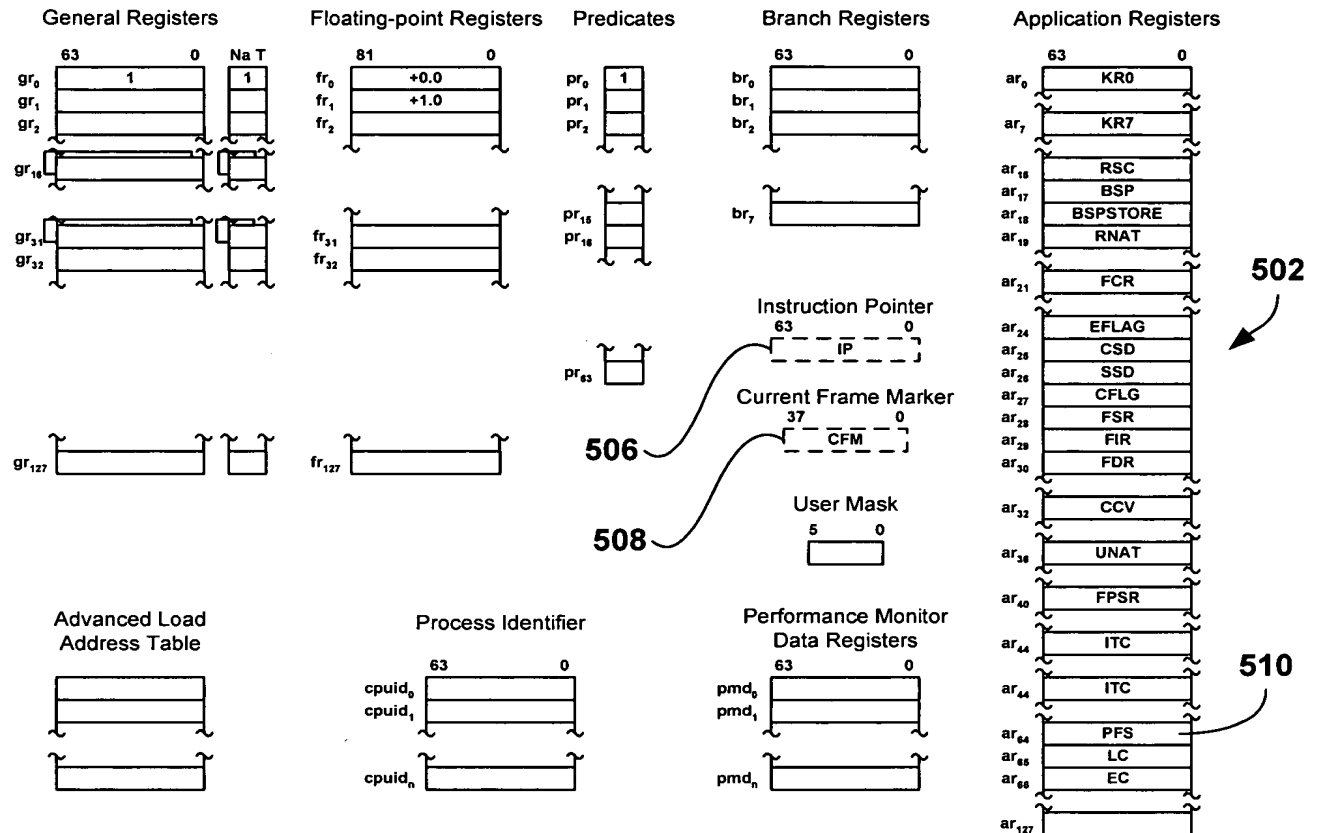 General Registers
63 0 Na T
gr0 1 1
gr1
gr2
gr16
gr31
gr32
gr127
Floating-point Registers
81 0
fr0 +0.0
fr1 +1.0
fr2
fr31
fr32
fr127
Predicates
pr0 1
pr1
pr2
pr15
pr16
pr63
Branch Registers
63 0
br0
br1
br2
br7
Instruction Pointer
63 0
IP
506
Current Frame Marker
37 0
CFM
508
User Mask
5 0
Application Registers
63 0
ar0 KR0
ar7 KR7
ar16 RSC
ar17 BSP
ar18 BSPSTORE
ar19 RNAT
ar21 FCR
502
ar24 EFLAG
ar25 CSD
ar26 SSD
ar27 CFLG
ar28 FSR
ar29 FIR
ar30 FDR
ar32 CCV
ar36 UNAT
ar40 FPSR
ar44 ITC
ar44 ITC
510
ar64 PFS
ar65 LC
ar66 EC
ar127
Advanced Load
Address Table
Process Identifier
63 0
cpuid0
cpuid1
cpuidn
Performance Monitor
Data Registers
63 0
pmd0
pmd1
pmdn